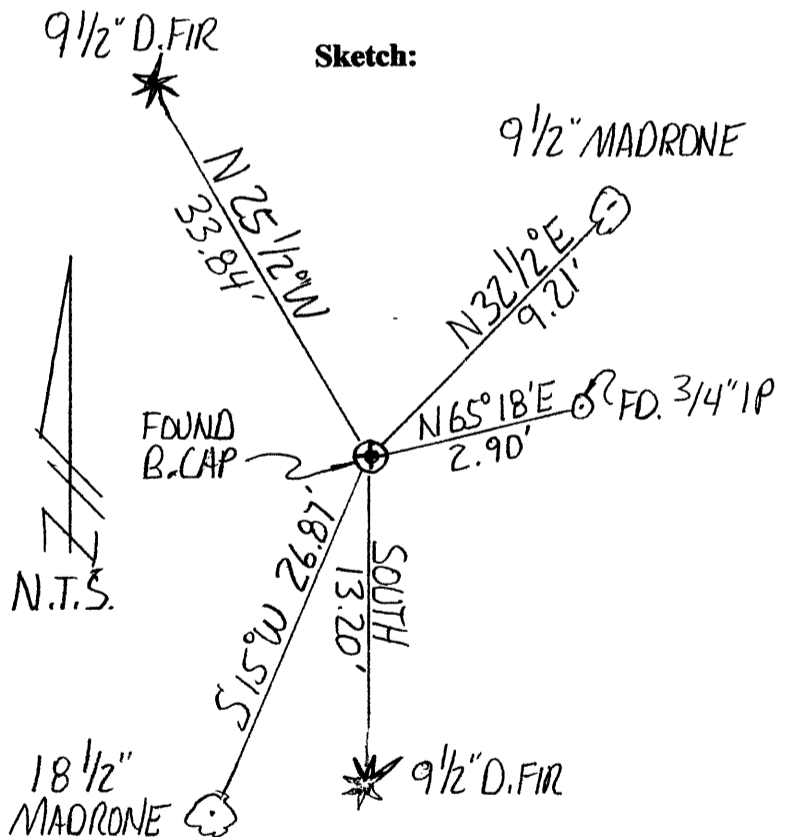 9 1/2" D.FIR
Sketch:
9 1/2" MADRONE
N 25 1/2° W
33.84'
N 32 1/2° E
9.21'
N 65° 18' E
2.90'
FD. 3/4" IP
FOUND
B.CAP
N
N.T.S.
S 15° W 26.87'
SOUTH
13.20'
18 1/2"
MADRONE
9 1/2" D.FIR